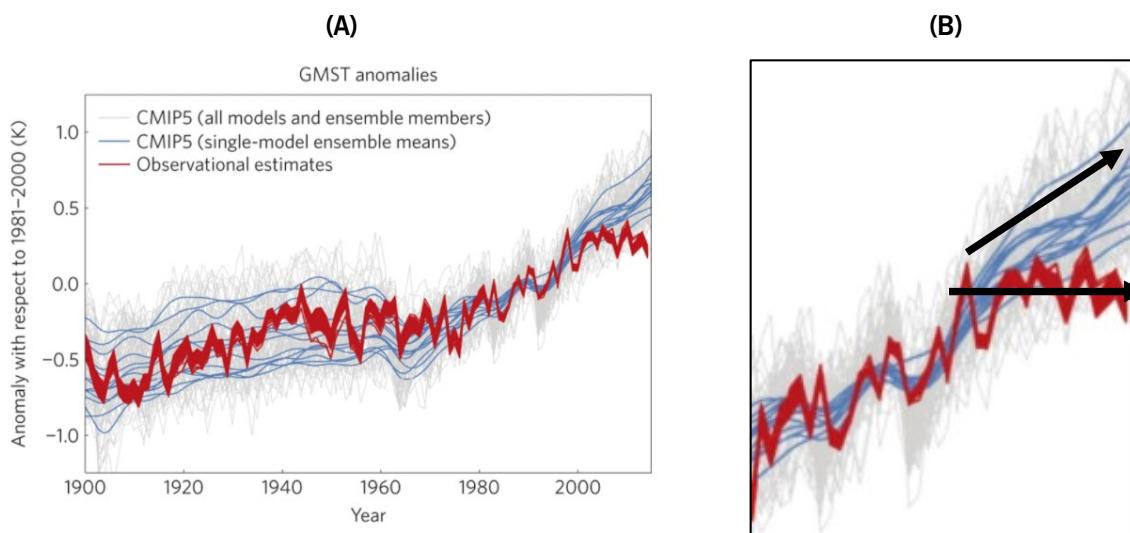 (A)
(B)
GMST anomalies
CMIP5 (all models and ensemble members)
CMIP5 (single-model ensemble means)
Observational estimates
Anomaly with respect to 1981–2000 (K)
1.0
0.5
0.0
−0.5
−1.0
1900 1920 1940 1960 1980 2000
Year